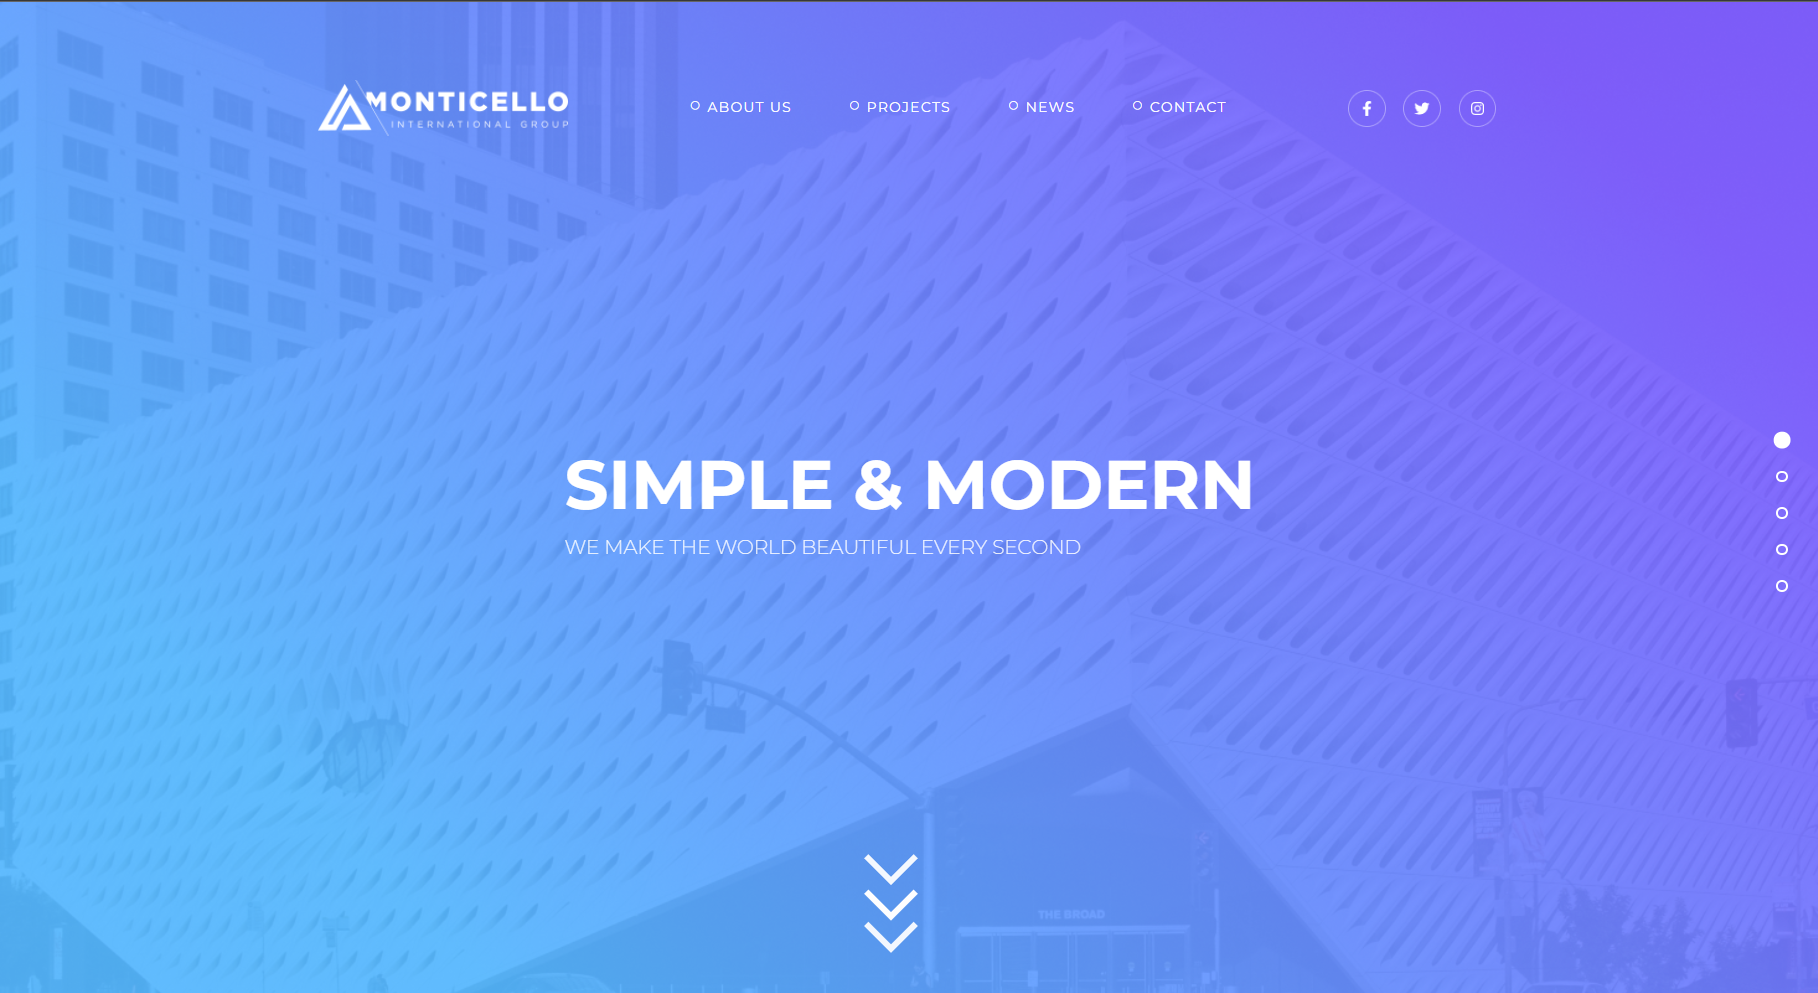 MONTICELLO
INTERNATIONAL GROUP
ABOUT US
PROJECTS
NEWS
CONTACT
SIMPLE & MODERN
WE MAKE THE WORLD BEAUTIFUL EVERY SECOND
THE BROAD